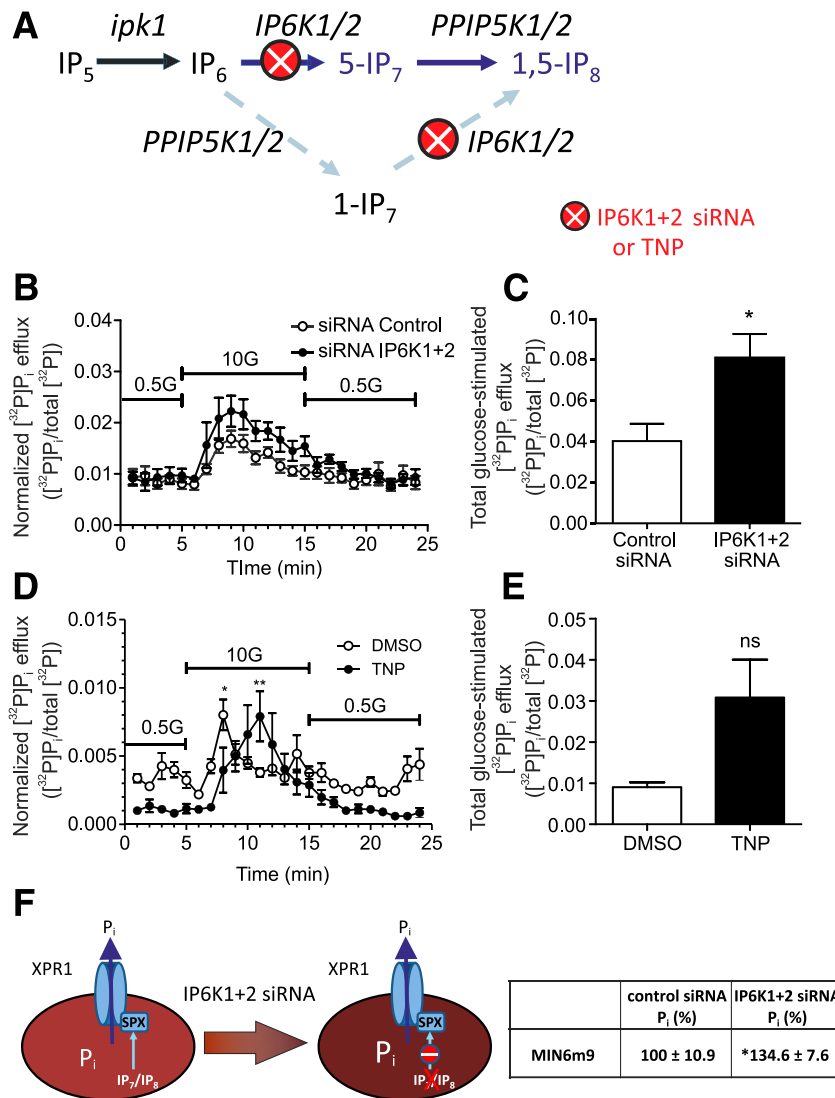 A
ipk1
IP6K1/2
PPIP5K1/2
IP5
IP6
5-IP7
1,5-IP8
PPIP5K1/2
IP6K1/2
1-IP7
IP6K1+2 siRNA
or TNP
B
Normalized [32P]Pi efflux
([32P]Pi/total [32P])
0.04
0.03
0.02
0.01
0.00
siRNA Control
siRNA IP6K1+2
10G
0.5G
0.5G
0
5
10
15
20
25
TIme (min)
C
Total glucose-stimulated
[32P]Pi efflux
([32P]Pi/total [32P])
0.10
0.08
0.06
0.04
0.02
0.00
*
Control
siRNA
IP6K1+2
siRNA
D
Normalized [32P]Pi efflux
([32P]Pi/total [32P])
0.015
0.010
0.005
0.000
DMSO
TNP
10G
* **
0.5G
0.5G
0
5
10
15
20
25
Time (min)
E
Total glucose-stimulated
[32P]Pi efflux
([32P]Pi/total [32P])
0.05
0.04
0.03
0.02
0.01
0.00
ns
DMSO
TNP
F
Pi
XPR1
SPX
Pi
IP7/IP8
IP6K1+2 siRNA
Pi
XPR1
SPX
Pi
IP7/IP8
control siRNA
Pi (%)
IP6K1+2 siRNA
Pi (%)
MIN6m9
100 ± 10.9
*134.6 ± 7.6